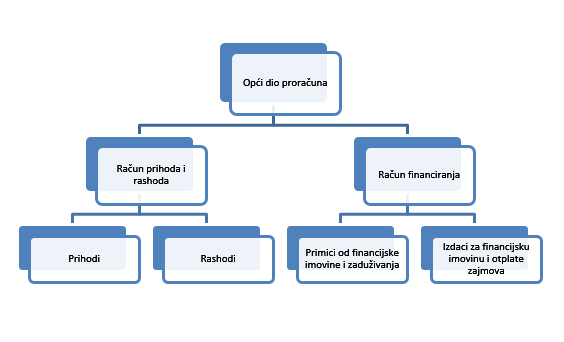 Opći dio proračuna
Račun prihoda i
rashoda
Račun financiranja
Prihodi
Rashodi
Primici od financijske
imovine i zaduživanja
Izdaci za financijsku
imovinu i otplate
zajmova